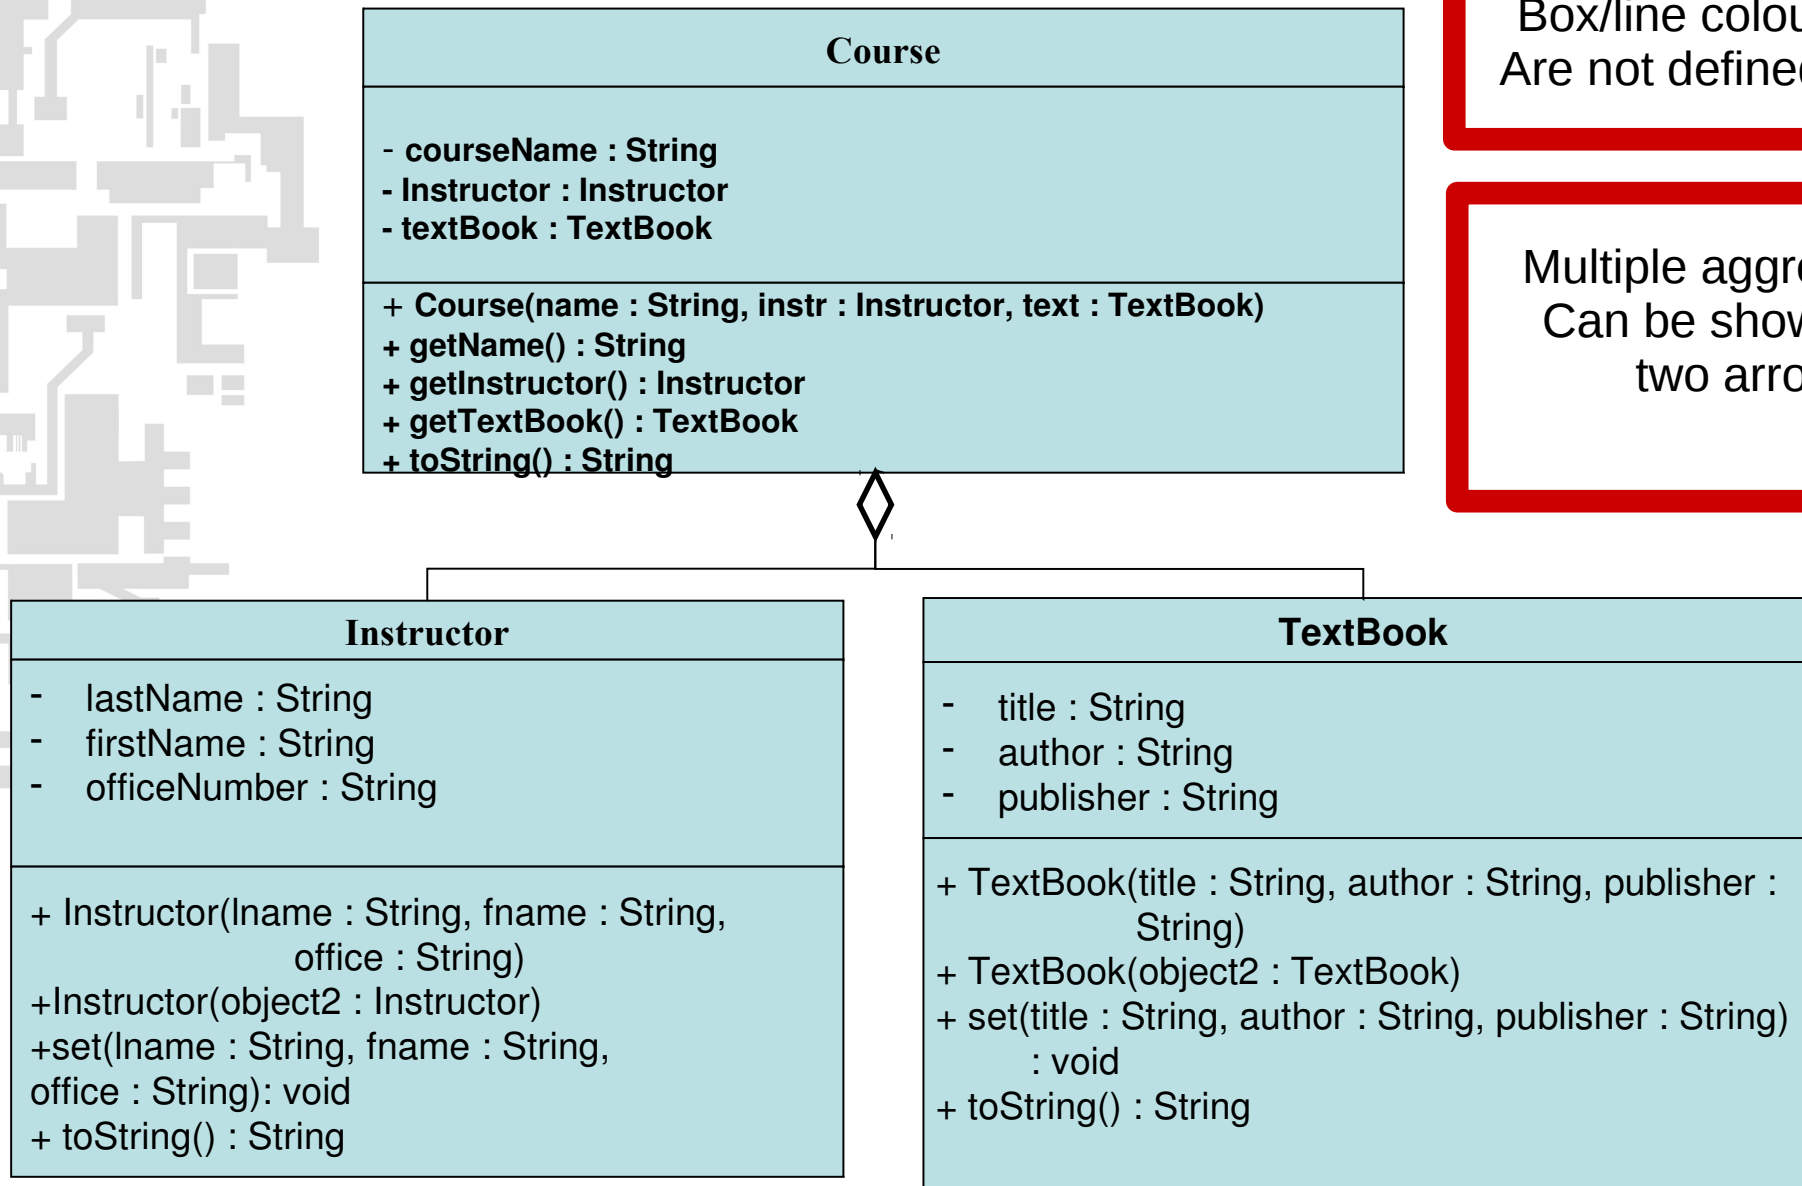 Course
- courseName : String
- Instructor : Instructor
- textBook : TextBook
+ Course(name : String, instr : Instructor, text : TextBook)
+ getName() : String
+ getInstructor() : Instructor
+ getTextBook() : TextBook
+ toString() : String
Box/line
Are not
Multiple
Can be
two
Instructor
- lastName : String
- firstName : String
- officeNumber : String
+ Instructor(lname : String, fname : String,
office : String)
+Instructor(object2 : Instructor)
+set(lname : String, fname : String,
office : String): void
+ toString() : String
TextBook
- title : String
- author : String
- publisher : String
+ TextBook(title : String, author : String, publisher :
String)
+ TextBook(object2 : TextBook)
+ set(title : String, author : String, publisher : String)
: void
+ toString() : String